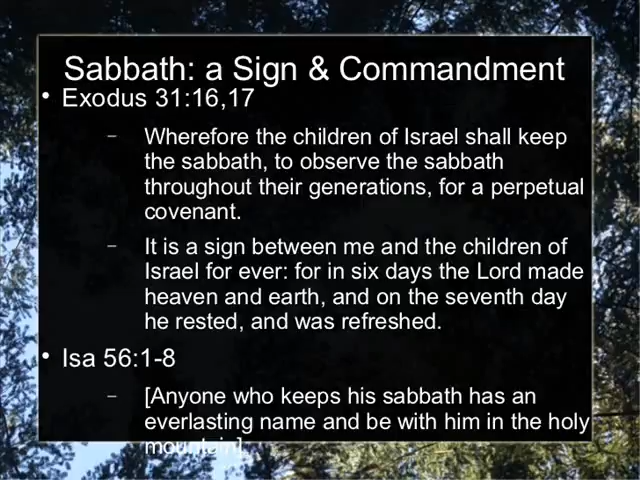 Sabbath: a Sign & Commandment
• Exodus 31:16,17
– Wherefore the children of Israel shall keep
the sabbath, to observe the sabbath
throughout their generations, for a perpetual
covenant.
– It is a sign between me and the children of
Israel for ever: for in six days the Lord made
heaven and earth, and on the seventh day
he rested, and was refreshed.
• Isa 56:1-8
– [Anyone who keeps his sabbath has an
everlasting name and be with him in the holy
mountain]